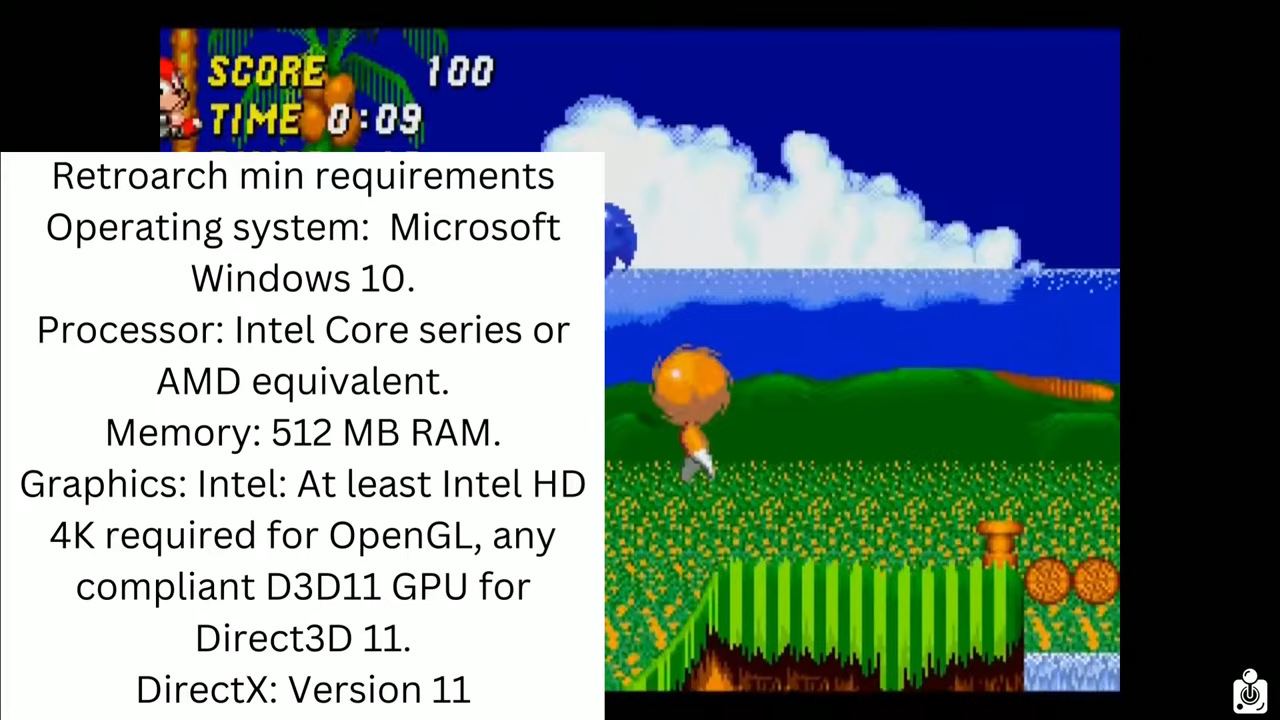 SCORE 100
TIME 0:09
Retroarch min requirements
Operating system:  Microsoft
Windows 10.
Processor: Intel Core series or
AMD equivalent.
Memory: 512 MB RAM.
Graphics: Intel: At least Intel HD
4K required for OpenGL, any
compliant D3D11 GPU for
Direct3D 11.
DirectX: Version 11